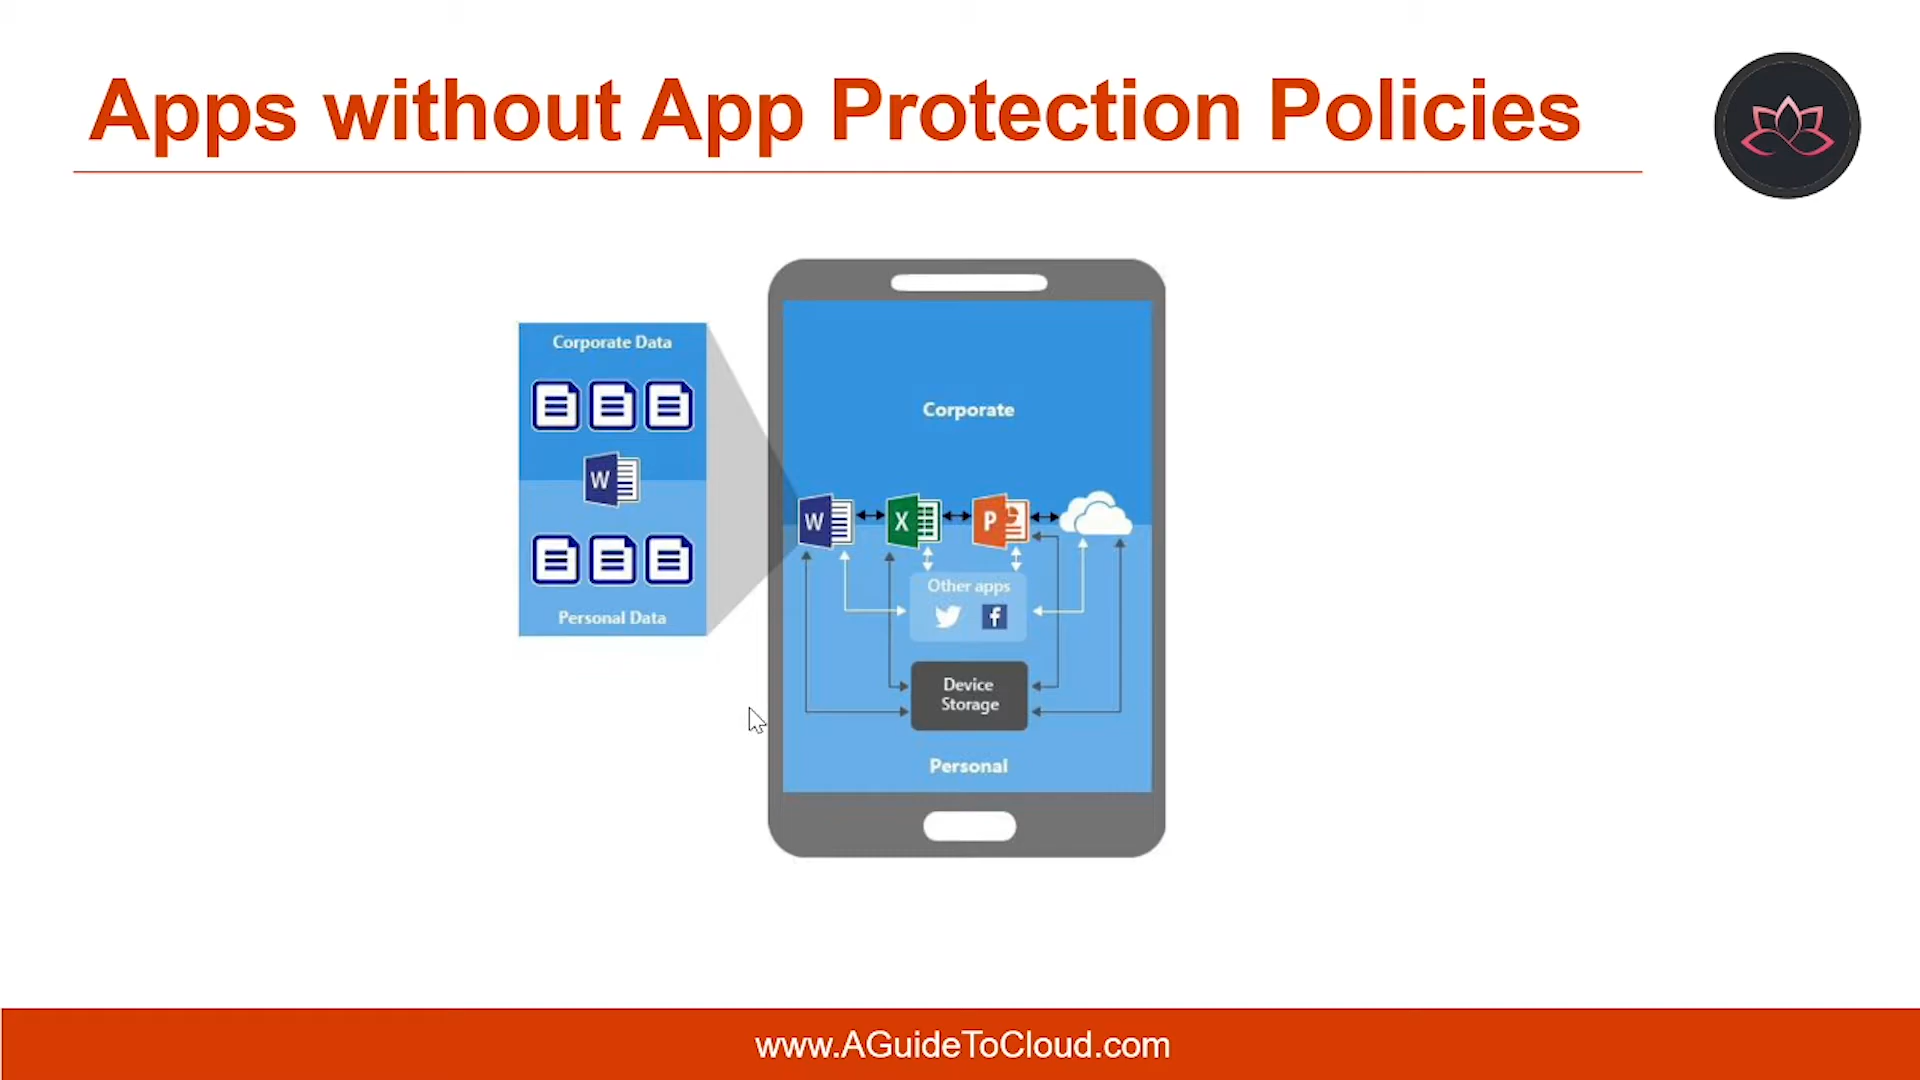 Apps without App Protection Policies
Corporate Data
W
Personal Data
Corporate
W
X
P
Other apps
f
Device
Storage
Personal
www.AGuideToCloud.com